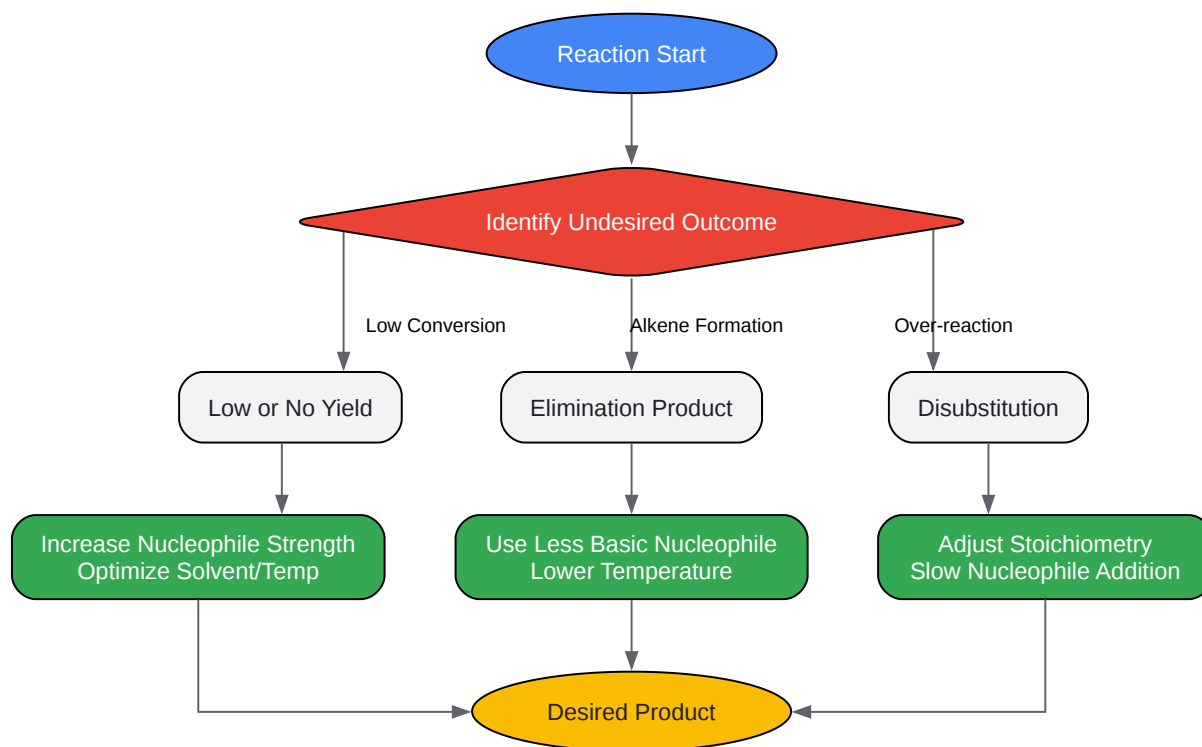 Reaction Start
Identify Undesired Outcome
Low Conversion
Alkene Formation
Over-reaction
Low or No Yield
Elimination Product
Disubstitution
Increase Nucleophile Strength
Optimize Solvent/Temp
Use Less Basic Nucleophile
Lower Temperature
Adjust Stoichiometry
Slow Nucleophile Addition
Desired Product